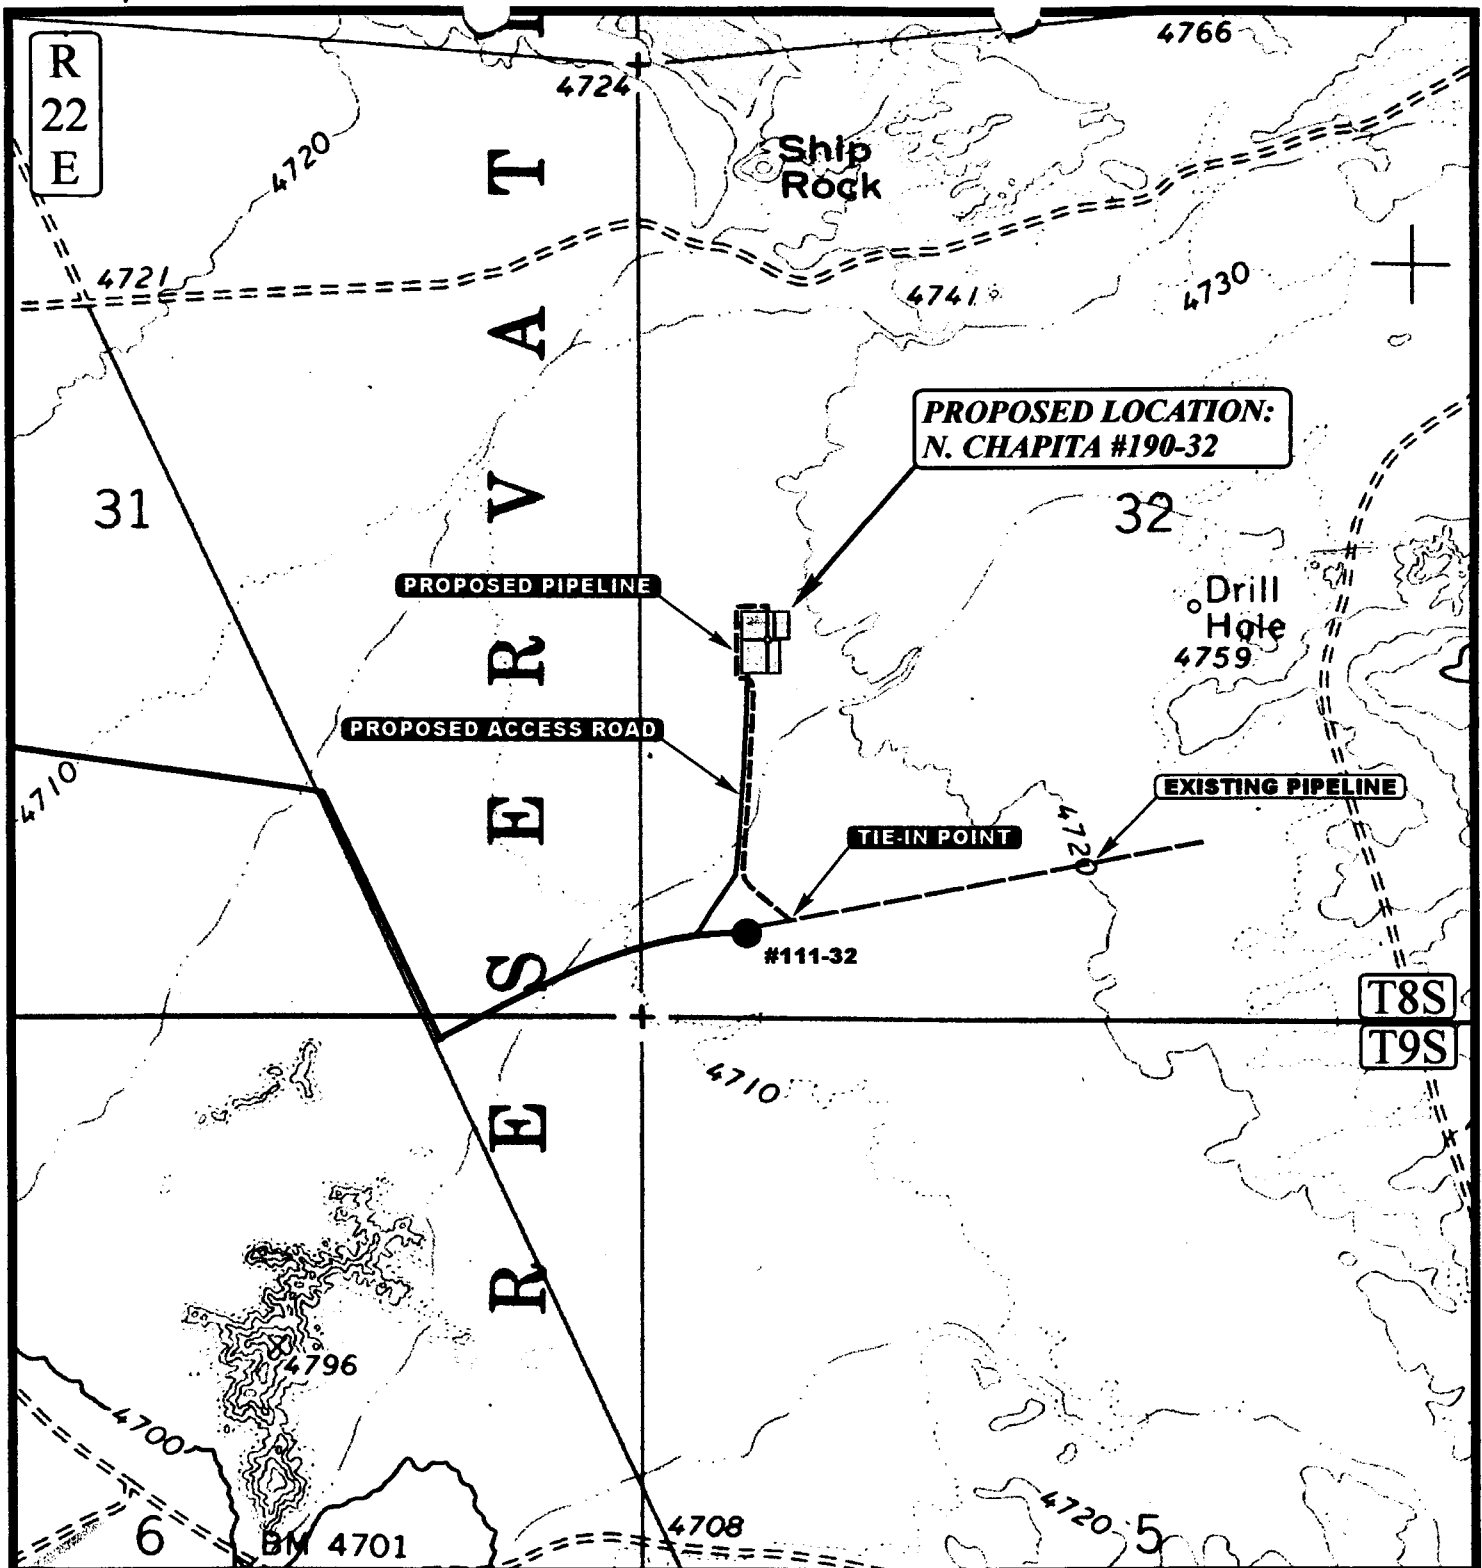 R
22
E
4766
4724
4720
Ship
Rock
4721
4741
4730
PROPOSED LOCATION:
N. CHAPITA #190-32
31
32
PROPOSED PIPELINE
Drill
Hole
4759
PROPOSED ACCESS ROAD
4710
EXISTING PIPELINE
4720
TIE-IN POINT
#111-32
T8S
T9S
4710
R E S E R V A T
4796
4700
6
BM 4701
4708
4720
5